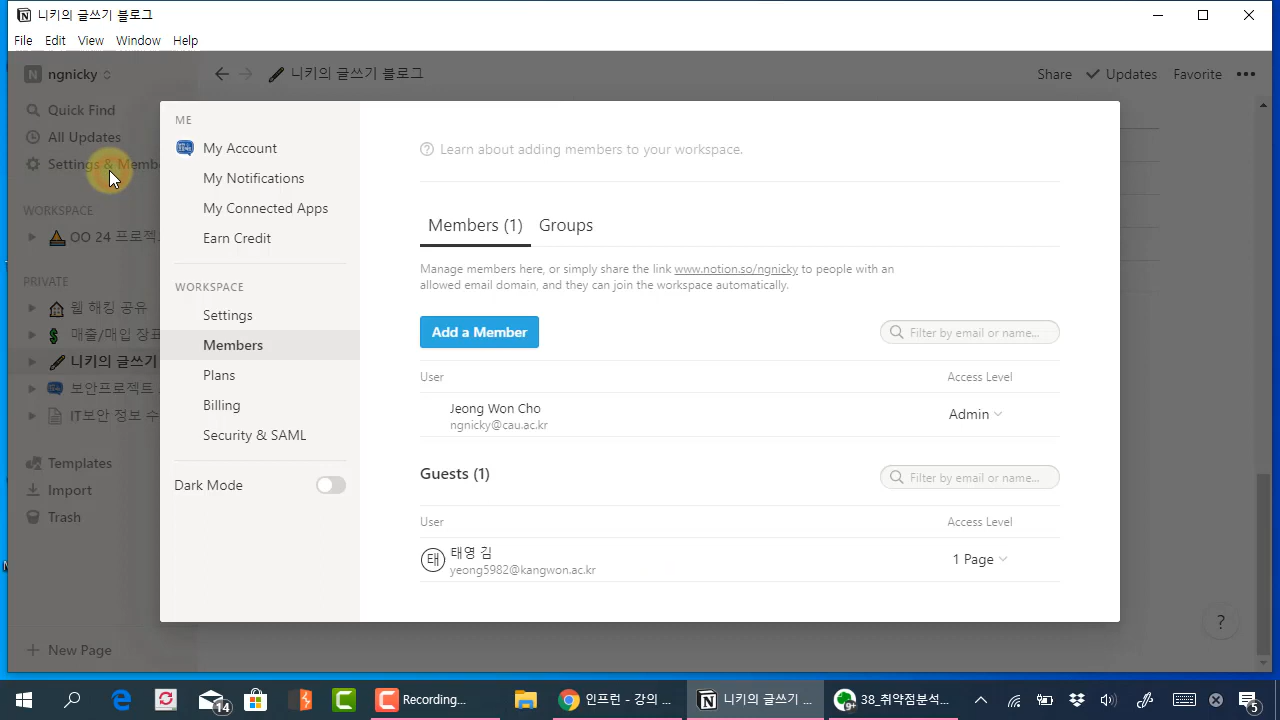 니키의 글쓰기 블로그
File Edit View Window Help
N ngnicky
니키의 글쓰기 블로그
Share Updates Favorite
Quick Find
All Updates
Settings & Membe
WORKSPACE
OO 24 프로젝
PRIVATE
웰 해킹 공유
매출/매입 장표
니키의 글쓰기
보안프로젝트
IT보안 정보 수
Templates
Import
Trash
New Page
ME
My Account
My Notifications
My Connected Apps
Earn Credit
WORKSPACE
Settings
Members
Plans
Billing
Security & SAML
Dark Mode
Learn about adding members to your workspace.
Members (1) Groups
Manage members here, or simply share the link www.notion.so/ngnicky to people with an
allowed email domain, and they can join the workspace automatically.
Add a Member
Filter by email or name...
User Access Level
Jeong Won Cho
ngnicky@cau.ac.kr
Admin
Guests (1)
Filter by email or name...
User Access Level
태 태영 김
yeong5982@kangwon.ac.kr
1 Page
?
14
Recording...
인프런 - 강의 ...
니키의 글쓰기 ...
9+
38_취약점분석...
5